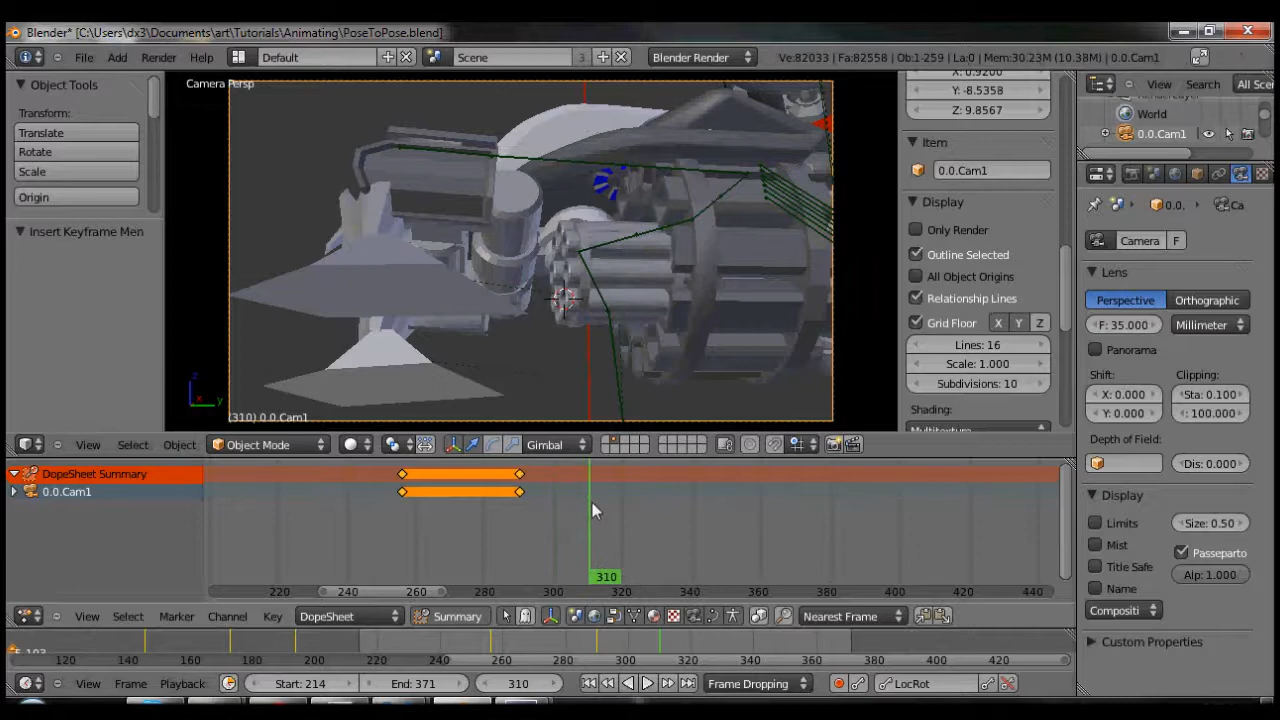 Blender* [C:\Users\dx3\Documents\art\Tutorials\Animating\PoseToPose.blend]
File Add Render Help Default Scene 3 Blender Render Ve:82033 | Fa:82558 | Ob:1-259 | La:0 | Mem:30.23M (10.38M) | 0.0.Cam1
Object Tools
Transform:
Translate
Rotate
Scale
Origin
Insert Keyframe Men
Camera Persp
(310) 0.0.Cam1
z
x
y
X: 0.9200
Y: -8.5358
Z: 9.8567
Item
0.0.Cam1
Display
Only Render
Outline Selected
All Object Origins
Relationship Lines
Grid Floor X Y Z
Lines: 16
Scale: 1.000
Subdivisions: 10
Shading:
View Search All Sce
World
0.0.Cam1
0.0. Ca
Camera F
Lens
Perspective Orthographic
F: 35.000 Millimeter
Panorama
Shift: Clipping:
X: 0.000 Sta: 0.100
Y: 0.000 : 100.000
Depth of Field:
Dis: 0.000
Display
Limits Size: 0.50
Mist Passeparto
Title Safe Alp: 1.000
Name
Compositi
Custom Properties
View Select Object Object Mode Gimbal
DopeSheet Summary
0.0.Cam1
310
220 240 260 280 300 320 340 360 380 400 420 440
View Select Marker Channel Key DopeSheet Summary Nearest Frame
120 140 160 180 200 220 240 260 280 300 320 340 360 380 400 420
View Frame Playback Start: 214 End: 371 310 Frame Dropping LocRot